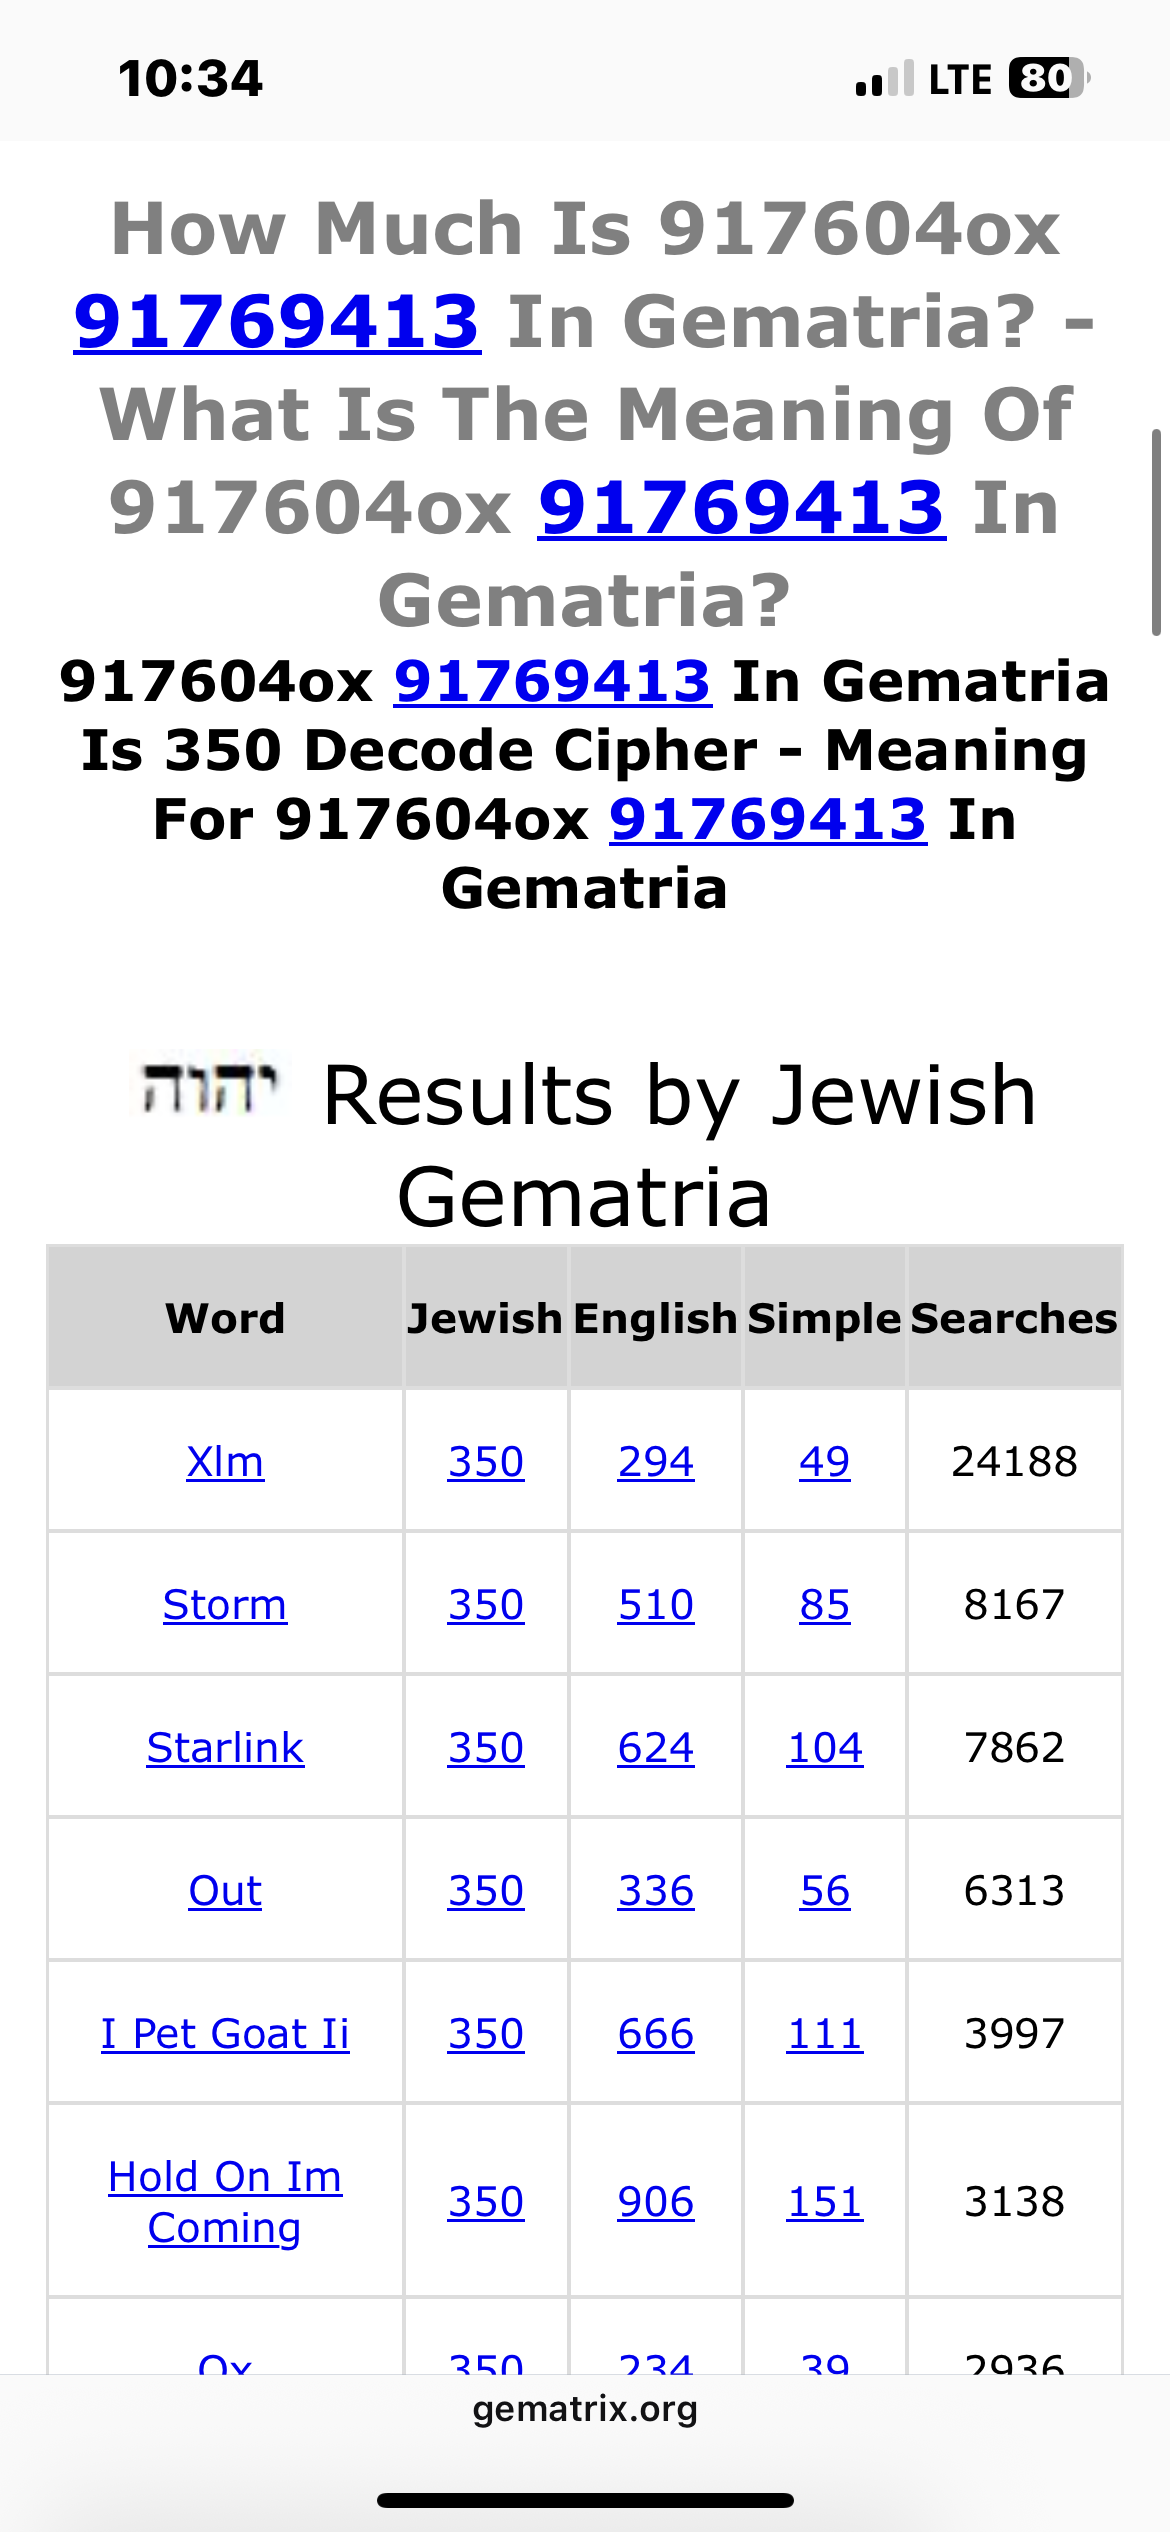 10:34
LTE 80
How Much Is 917604ox
91769413 In Gematria? -
What Is The Meaning Of
917604ox 91769413 In
Gematria?
917604ox 91769413 In Gematria
Is 350 Decode Cipher - Meaning
For 917604ox 91769413 In
Gematria
יהוה Results by Jewish
Gematria
Word Jewish English Simple Searches
Xlm 350 294 49 24188
Storm 350 510 85 8167
Starlink 350 624 104 7862
Out 350 336 56 6313
I Pet Goat Ii 350 666 111 3997
Hold On Im
Coming 350 906 151 3138
Ox 350 234 39 2936
gematrix.org